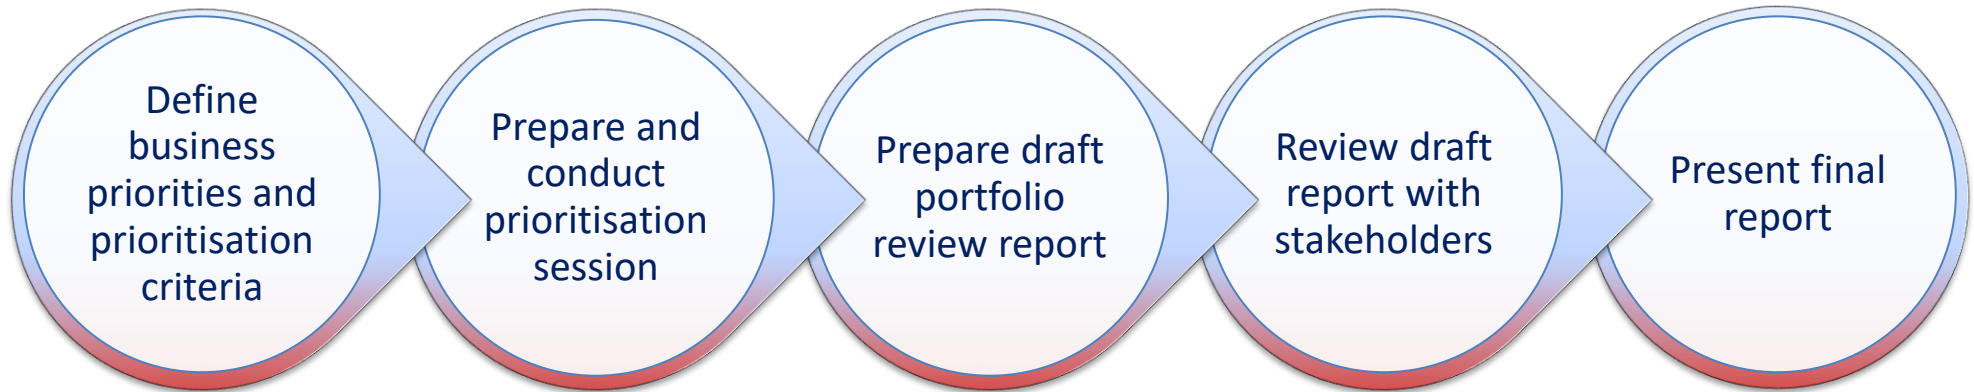 Define
business
priorities and
prioritisation
criteria
Prepare and
conduct
prioritisation
session
Prepare draft
portfolio
review report
Review draft
report with
stakeholders
Present final
report